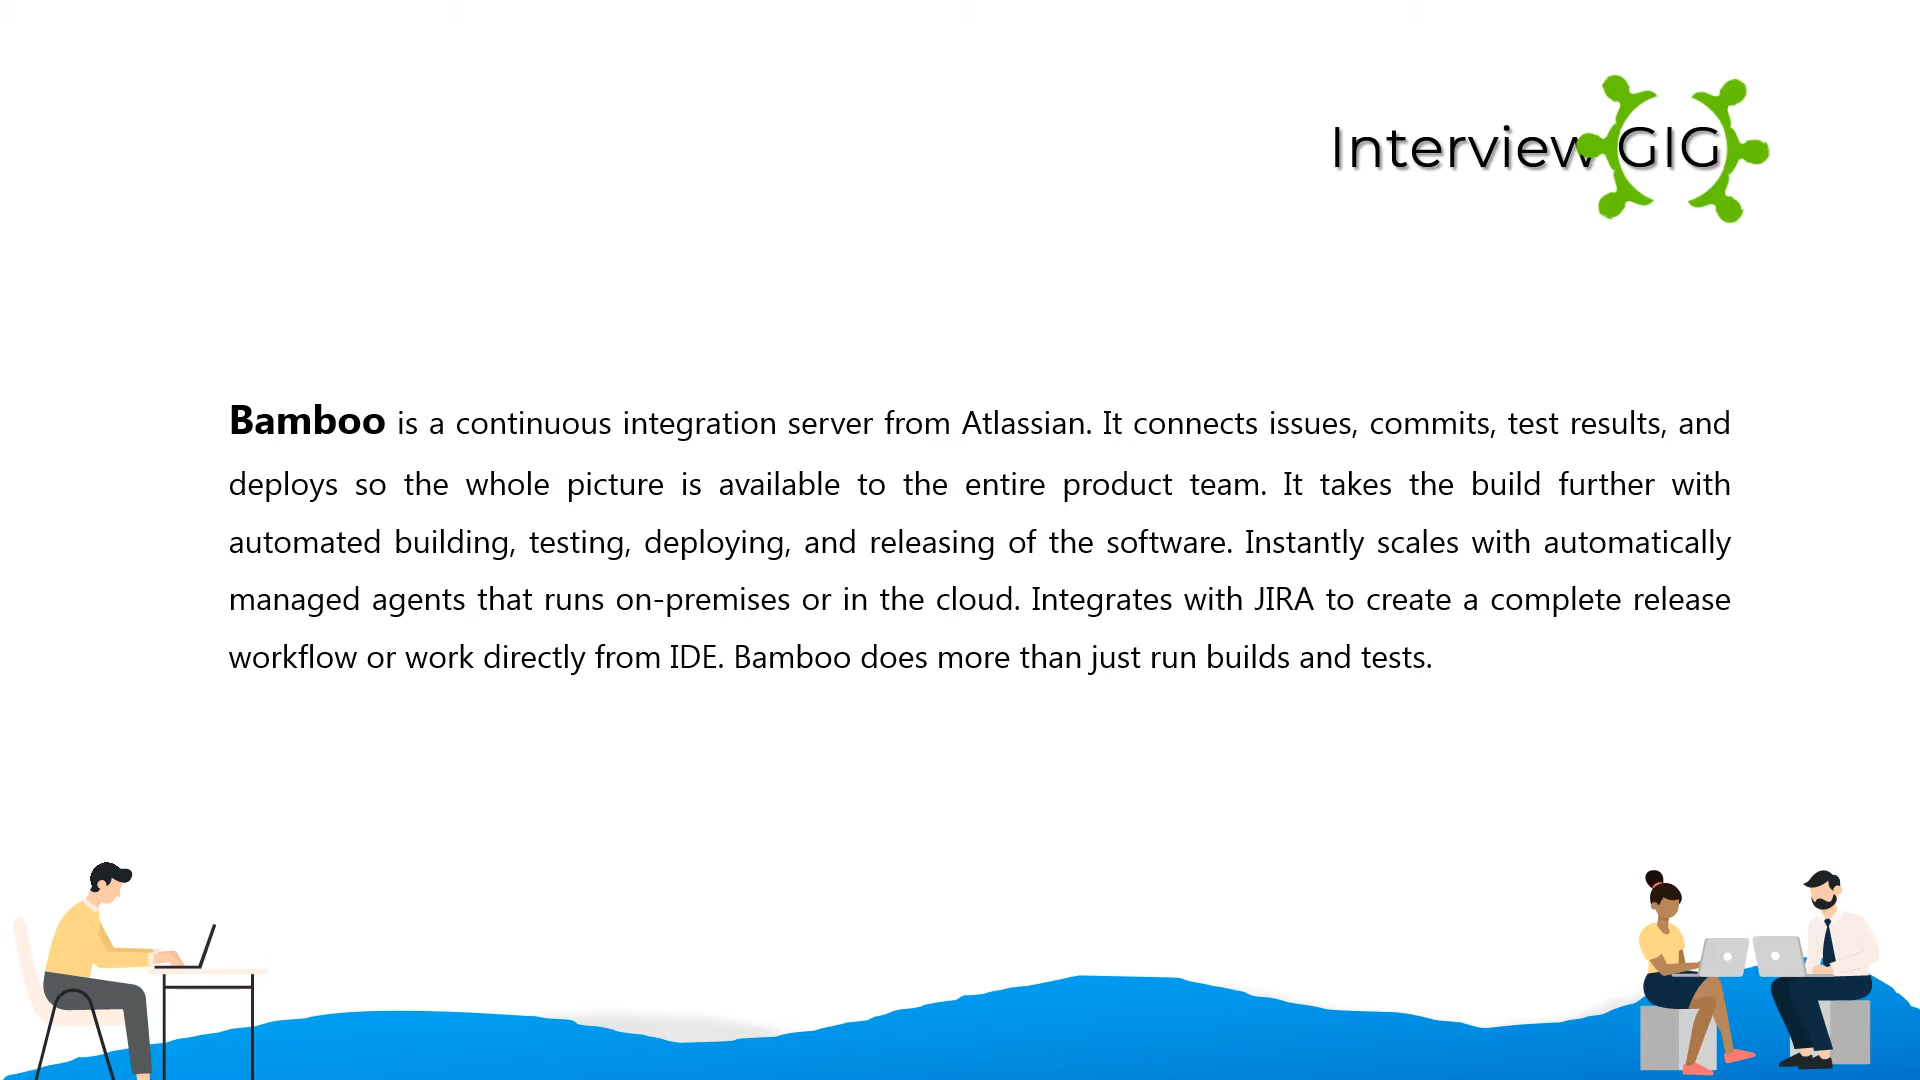 Interview GIG
Bamboo is a continuous integration server from Atlassian. It connects issues, commits, test results, and
deploys so the whole picture is available to the entire product team. It takes the build further with
automated building, testing, deploying, and releasing of the software. Instantly scales with automatically
managed agents that runs on-premises or in the cloud. Integrates with JIRA to create a complete release
workflow or work directly from IDE. Bamboo does more than just run builds and tests.